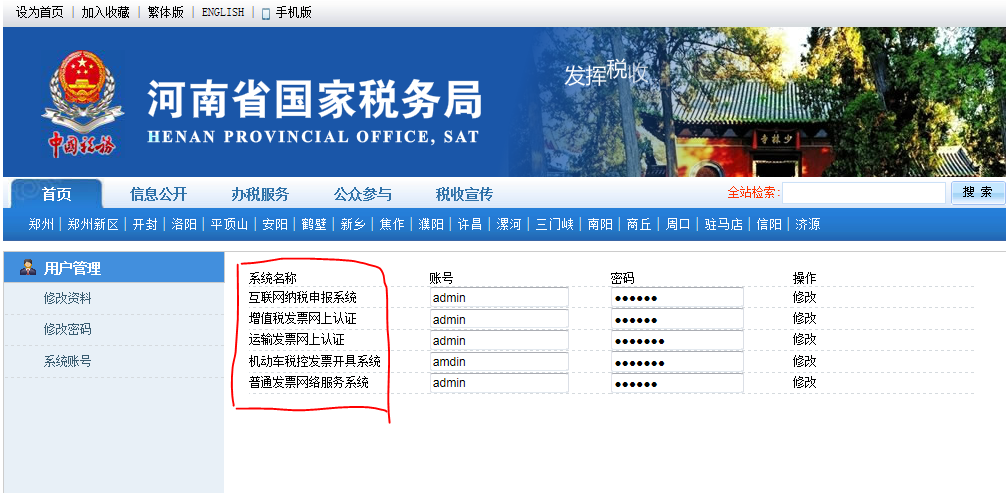 设为首页 | 加入收藏 | 繁体版 | ENGLISH | 手机版
中国税务
河南省国家税务局
HENAN PROVINCIAL OFFICE, SAT
发挥税收
少林寺
首页 信息公开 办税服务 公众参与 税收宣传 全站检索: 搜 索
郑州 | 郑州新区 | 开封 | 洛阳 | 平顶山 | 安阳 | 鹤壁 | 新乡 | 焦作 | 濮阳 | 许昌 | 漯河 | 三门峡 | 南阳 | 商丘 | 周口 | 驻马店 | 信阳 | 济源
用户管理
修改资料
修改密码
系统账号
系统名称 账号 密码 操作
互联网纳税申报系统 admin ●●●●●● 修改
增值税发票网上认证 admin ●●●●●● 修改
运输发票网上认证 admin ●●●●●●● 修改
机动车税控发票开具系统 amdin ●●●●●●● 修改
普通发票网络服务系统 admin ●●●●●● 修改